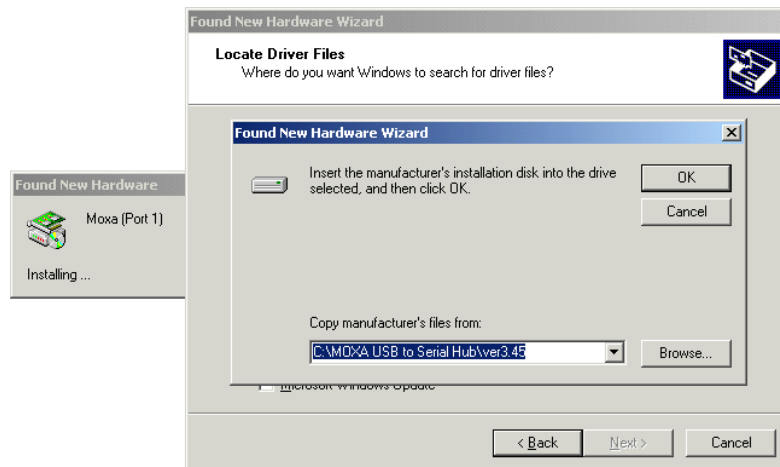 Found New Hardware Wizard
Locate Driver Files
Where do you want Windows to search for driver files?
Found New Hardware Wizard
Insert the manufacturer's installation disk into the drive
selected, and then click OK.
OK
Cancel
Found New Hardware
Moxa (Port 1)
Installing ...
Copy manufacturer's files from:
C:\MOXA USB to Serial Hub\ver3.45
Browse...
Microsoft Windows Update
< Back
Next >
Cancel